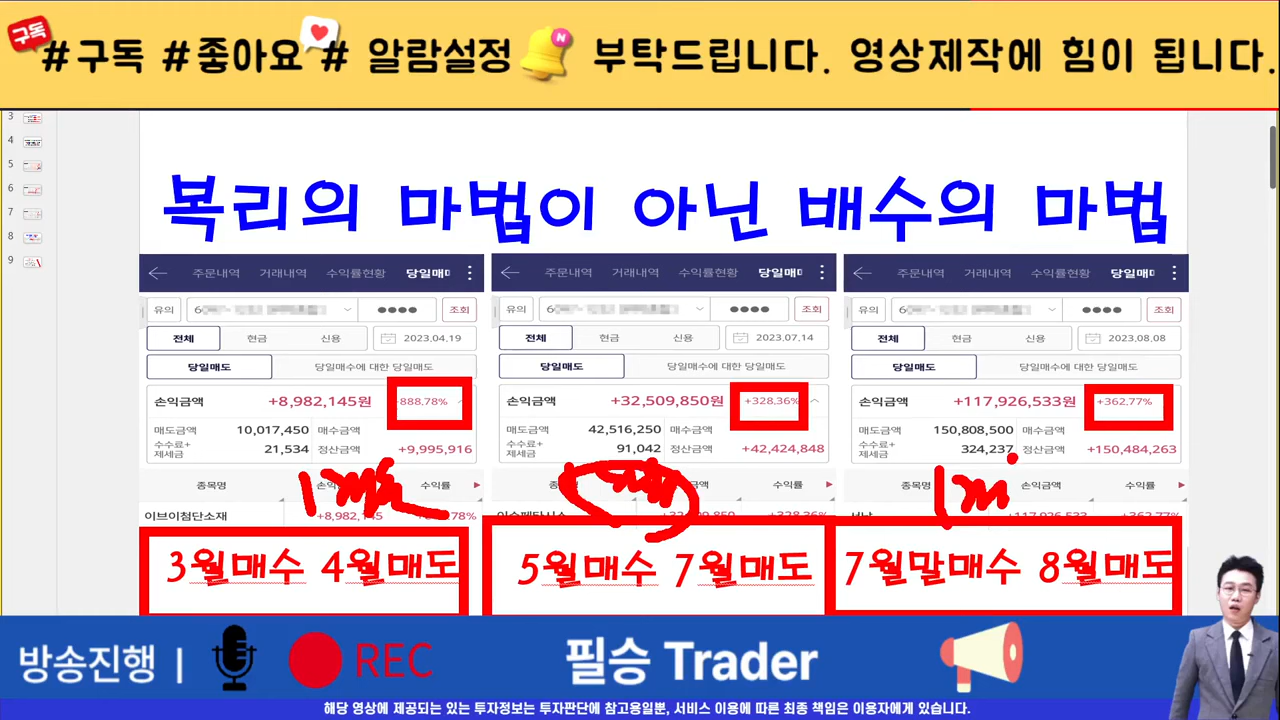 구독
#구독 #좋아요 # 알람설정 N 부탁드립니다. 영상제작에 힘이 됩니다.
3
4
5
6
7
8
9
복리의 마법이 아닌 배수의 마법
주문내역 거래내역 수익률현황 당일매
유의 6 ●●●● 조회
전체 현금 신용 2023.04.19
당일매도 당일매수에 대한 당일매도
손익금액 +8,982,145원 888.78%
매도금액 10,017,450 매수금액
수수료+
제세금 21,534 정산금액 +9,995,916
종목명 수익률
이브이첨단소재
3월매수 4월매도
주문내역 거래내역 수익률현황 당일매
유의 6 ●●●● 조회
전체 현금 신용 2023.07.14
당일매도 당일매수에 대한 당일매도
손익금액 +32,509,850원 +328.36%
매도금액 42,516,250 매수금액
수수료+
제세금 91,042 정산금액 +42,424,848
수익률
5월매수 7월매도
주문내역 거래내역 수익률현황 당일매
유의 6 ●●●● 조회
전체 현금 신용 2023.08.08
당일매도 당일매수에 대한 당일매도
손익금액 +117,926,533원 +362.77%
매도금액 150,808,500 매수금액
수수료+
제세금 324,237 정산금액 +150,484,263
종목명 손익금액 수익률
7월말매수 8월매도
방송진행 | REC 필승 Trader
해당 영상에 제공되는 있는 투자정보는 투자판단에 참고용일뿐, 서비스 이용에 따른 최종 책임은 이용자에게 있습니다.